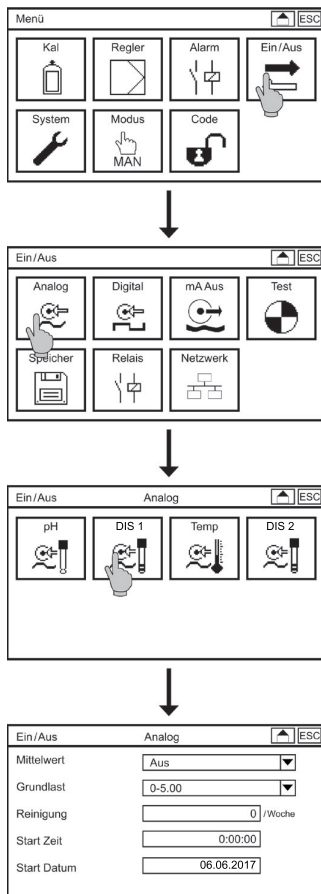 Menü ESC
Kal Regler Alarm Ein/Aus
System Modus Code
MAN
Ein/Aus ESC
Analog Digital mA Aus Test
Speicher Relais Netzwerk
Ein/Aus Analog ESC
pH DIS 1 Temp DIS 2
Ein/Aus Analog ESC
Mittelwert Aus
Grundlast 0-5.00
Reinigung 0 /Woche
Start Zeit 0:00:00
Start Datum 06.06.2017